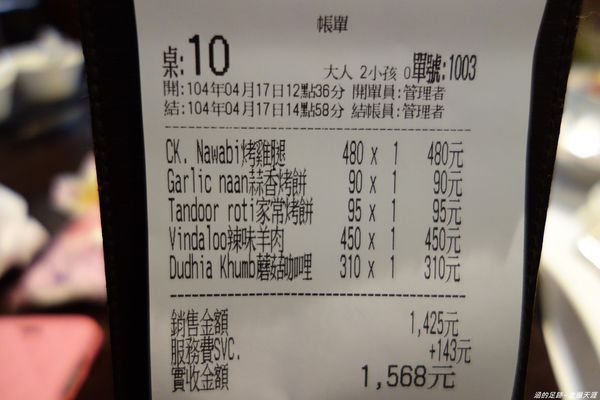 帳單
桌:10 大人 2小孩 0單號:1003
開:104年04月17日12點36分 開單員:管理者
結:104年04月17日14點58分 結帳員:管理者
CK. Nawabi烤雞腿 480 x 1 480元
Garlic naan蒜香烤餅 90 x 1 90元
Tandoor roti家常烤餅 95 x 1 95元
Vindaloo辣味羊肉 450 x 1 450元
Dudhia Khumb蘑菇咖哩 310 x 1 310元
銷售金額 1,425元
服務費SVC. +143元
實收金額 1,568元